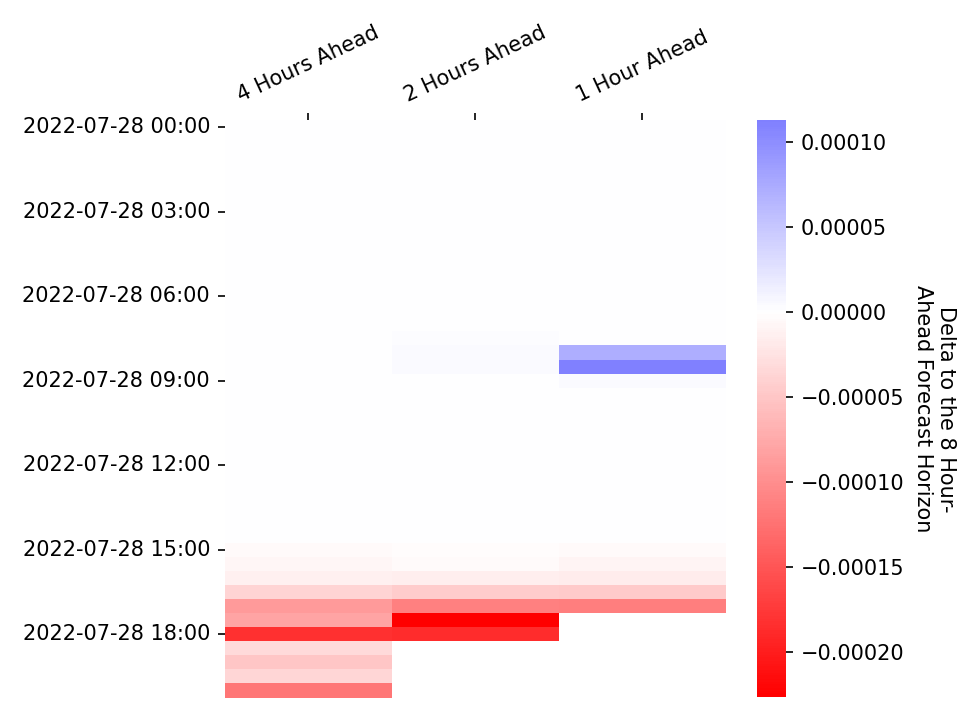 4 Hours Ahead
2 Hours Ahead
1 Hour Ahead
2022-07-28 00:00
2022-07-28 03:00
2022-07-28 06:00
2022-07-28 09:00
2022-07-28 12:00
2022-07-28 15:00
2022-07-28 18:00
0.00010
0.00005
0.00000
−0.00005
−0.00010
−0.00015
−0.00020
Delta to the 8 Hour-
Ahead Forecast Horizon